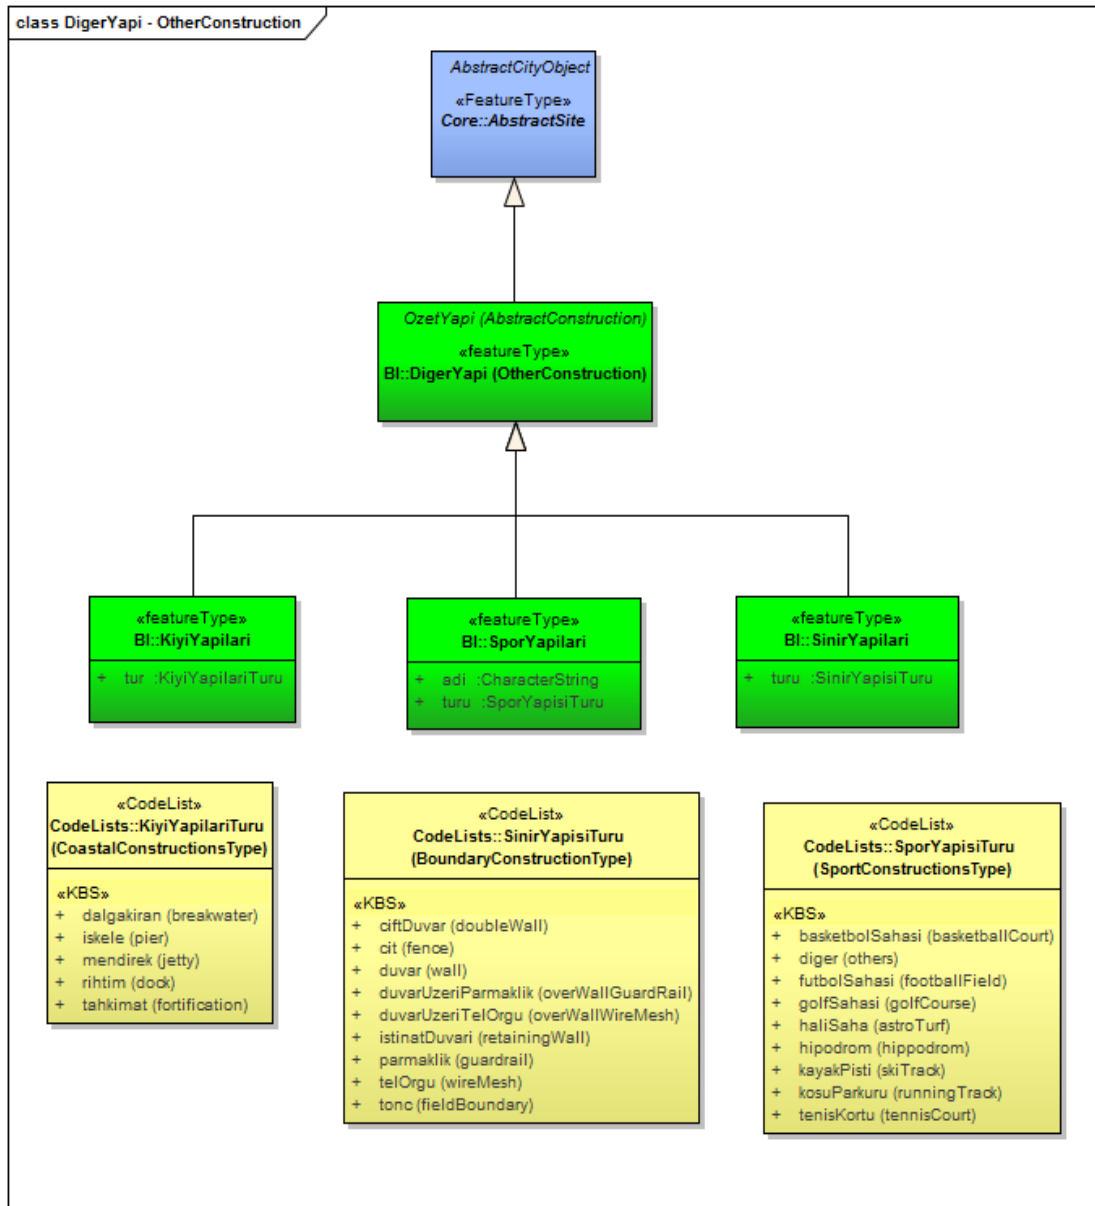 class DigerYapi - OtherConstruction
AbstractCityObject
«FeatureType»
Core::AbstractSite
OzetYapi (AbstractConstruction)
«featureType»
BI::DigerYapi (OtherConstruction)
«featureType»
BI::KiyiYapilari
+ tur :KiyiYapilariTuru
«featureType»
BI::SporYapilari
+ adi :CharacterString
+ turu :SporYapisiTuru
«featureType»
BI::SinirYapilari
+ turu :SinirYapisiTuru
«CodeList»
CodeLists::KiyiYapilariTuru
(CoastalConstructionsType)
«KBS»
+ dalgakiran (breakwater)
+ iskele (pier)
+ mendirek (jetty)
+ rihtim (dock)
+ tahkimat (fortification)
«CodeList»
CodeLists::SinirYapisiTuru
(BoundaryConstructionType)
«KBS»
+ ciftDuvar (doubleWall)
+ cit (fence)
+ duvar (wall)
+ duvarUzeriParmaklik (overWallGuardRail)
+ duvarUzeriTelOrgu (overWallWireMesh)
+ istinatDuvari (retainingWall)
+ parmaklik (guardrail)
+ telOrgu (wireMesh)
+ tonc (fieldBoundary)
«CodeList»
CodeLists::SporYapisiTuru
(SportConstructionsType)
«KBS»
+ basketbolSahasi (basketballCourt)
+ diger (others)
+ futbolSahasi (footballField)
+ golfSahasi (golfCourse)
+ haliSaha (astroTurf)
+ hipodrom (hippodrom)
+ kayakPisti (skiTrack)
+ kosuParkuru (runningTrack)
+ tenisKortu (tennisCourt)